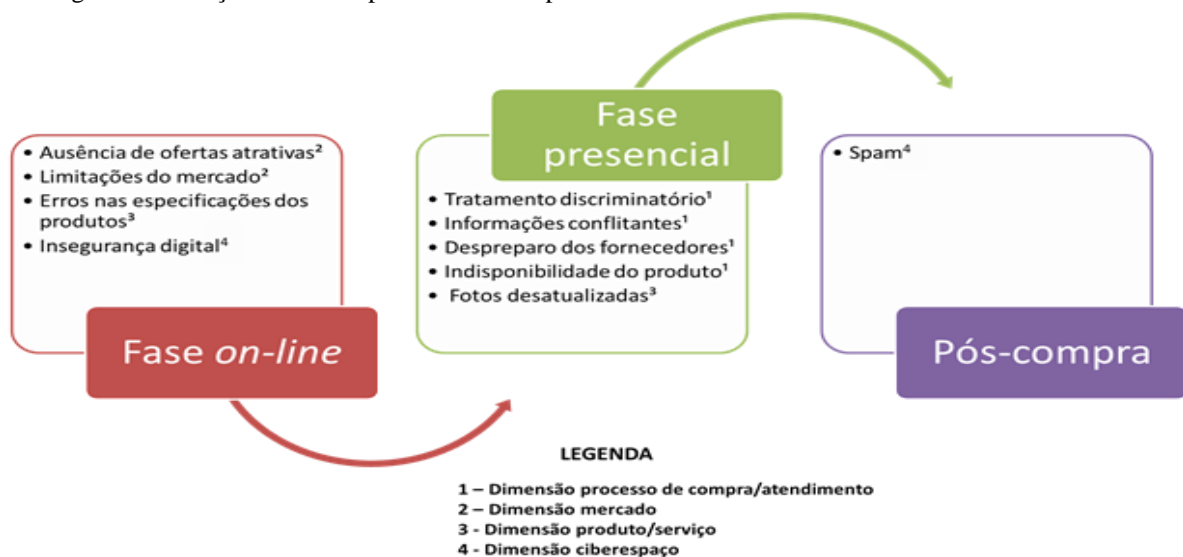 • Ausência de ofertas atrativas²
• Limitações do mercado²
• Erros nas especificações dos
produtos³
• Insegurança digital⁴
Fase on-line
Fase
presencial
• Tratamento discriminatório¹
• Informações conflitantes¹
• Despreparo dos fornecedores¹
• Indisponibilidade do produto¹
• Fotos desatualizadas³
• Spam⁴
Pós-compra
LEGENDA
1 – Dimensão processo de compra/atendimento
2 – Dimensão mercado
3 - Dimensão produto/serviço
4 - Dimensão ciberespaço